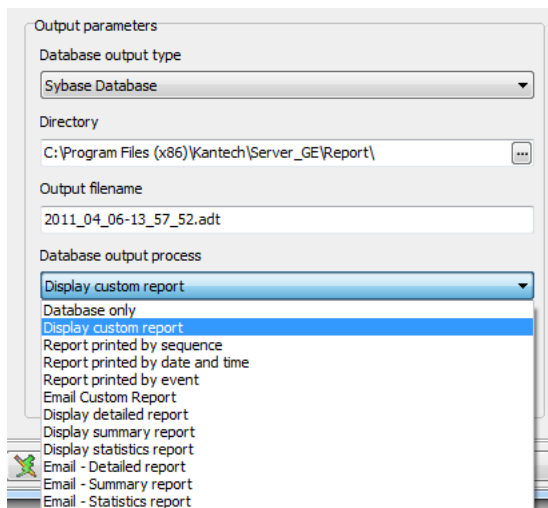 Output parameters
Database output type
Sybase Database
Directory
C:\Program Files (x86)\Kantech\Server_GE\Report\
...
Output filename
2011_04_06-13_57_52.adt
Database output process
Display custom report
Database only
Display custom report
Report printed by sequence
Report printed by date and time
Report printed by event
Email Custom Report
Display detailed report
Display summary report
Display statistics report
Email - Detailed report
Email - Summary report
Email - Statistics report